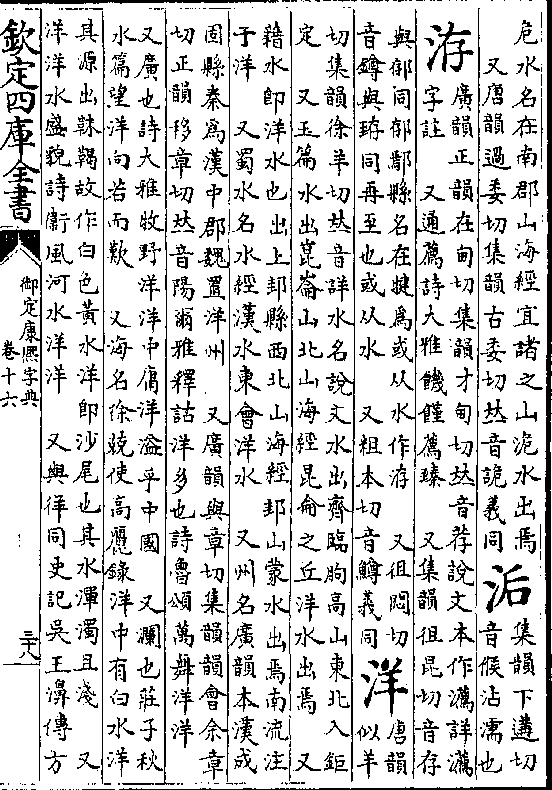 危水名在南郡山海經宜諸之山洈水出焉
又唐韻過委切集韻古委切𠀤音詭義同
洉
集韻下遘切
音候沾濡也
洊
廣韻正韻在甸切集韻才甸切𠀤音荐說文本作瀳詳瀳
字註 又通薦詩大雅饑饉薦臻 又集韻徂昆切音存
與郁同郁鄢縣名在犍爲或从水作洊 又徂悶切
音鐏與拵同再至也或从水 又粗本切音鱒義同
洋
唐韻
似羊
切集韻徐羊切𠀤音詳水名說文水出齊臨朐高山東北入鉅
定 又玉篇水出崑崙山北山海經昆侖之丘洋水出焉 又
籍水卽洋水也出上邽縣西北山海經邽山蒙水出焉南流注
于洋 又蜀水名水經漢水東會洋水 又州名廣韻本漢成
固縣秦爲漢中郡魏置洋州 又廣韻與章切集韻韻會余章
切正韻移章切𠀤音陽爾雅釋詁洋多也詩魯頌萬舞洋洋
又廣也詩大雅牧野洋洋中庸洋溢乎中國 又瀾也莊子秋
水篇望洋向若而歎 又海名徐兢使高麗錄洋中有白水洋
其源出靺鞨故作白色黃水洋卽沙尾也其水渾濁且淺 又
洋洋水盛貌詩衞風河水洋洋 又與徉同史記吳王濞傳方
欽定四庫全書
御定康熙字典
卷十六
三十八